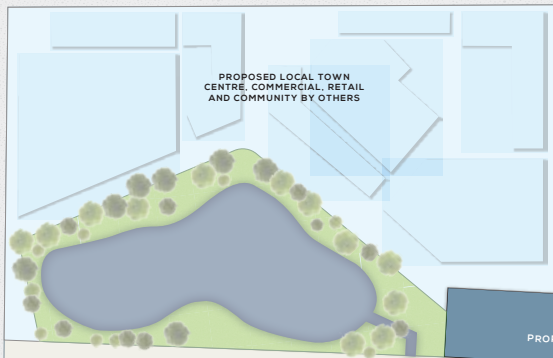 PROPOSED LOCAL TOWN
CENTRE, COMMERCIAL, RETAIL
AND COMMUNITY BY OTHERS